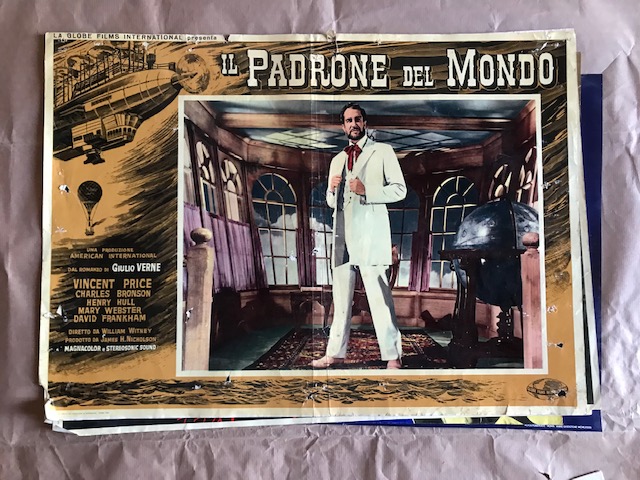 LA GLOBE FILMS INTERNATIONAL presenta
IL PADRONE DEL MONDO
UNA PRODUZIONE
AMERICAN INTERNATIONAL
DAL ROMANZO DI GIULIO VERNE
VINCENT PRICE
CHARLES BRONSON
HENRY HULL
MARY WEBSTER
DAVID FRANKHAM
DIRETTO DA WILLIAM WITNEY
PRODOTTO DA JAMES H. NICHOLSON
MAGNACOLOR e STEREOSONIC SOUND